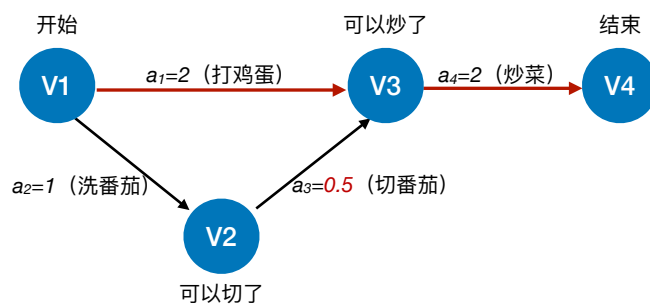 开始
可以炒了
结束
V1
a₁=2（打鸡蛋）
V3
a₄=2（炒菜）
V4
a₂=1（洗番茄）
a₃=0.5（切番茄）
V2
可以切了